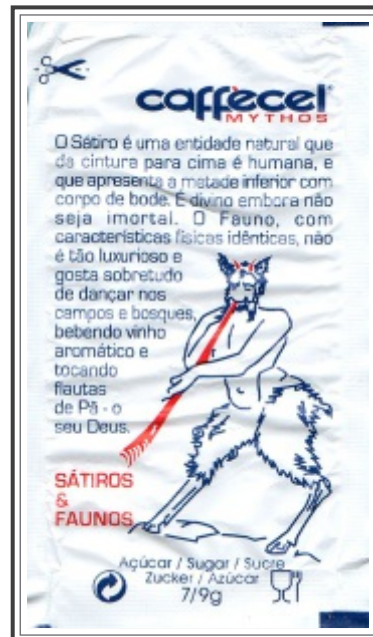 caffècel
MYTHOS
O Sátiro é uma entidade natural que
da cintura para cima é humana, e
que apresenta a metade inferior com
corpo de bode. É divino embora não
seja imortal. O Fauno, com
características físicas idênticas, não
é tão luxurioso e
gosta sobretudo
de dançar nos
campos e bosques,
bebendo vinho
aromático e
tocando
flautas
de Pã - o
seu Deus.
SÁTIROS
&
FAUNOS
Açúcar / Sugar / Sucre
Zucker / Azúcar
7/9g